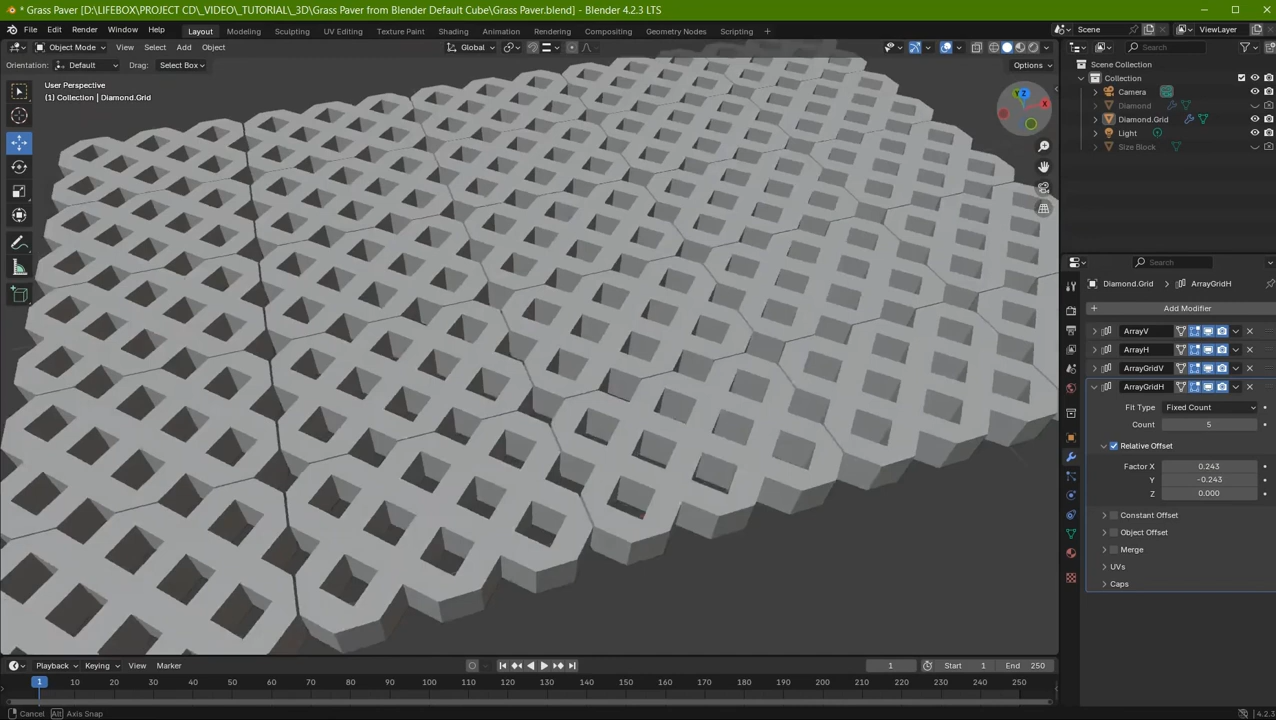 * Grass Paver [D:\LIFEBOX\PROJECT CD\_VIDEO\_TUTORIAL\_3D\Grass Paver from Blender Default Cube\Grass Paver.blend] - Blender 4.2.3 LTS
File Edit Render Window Help Layout Modeling Sculpting UV Editing Texture Paint Shading Animation Rendering Compositing Geometry Nodes Scripting + Scene ViewLayer
Object Mode View Select Add Object Global Search
Orientation: Default Drag: Select Box Options
User Perspective
(1) Collection | Diamond.Grid
Scene Collection
Collection
Camera
Diamond
Diamond.Grid
Light
Size Block
X
Y
Z
Search
Diamond.Grid > ArrayGridH
+ Add Modifier
ArrayV
ArrayH
ArrayGridV
ArrayGridH
Fit Type Fixed Count
Count 5
Relative Offset
Factor X 0.243
Y -0.243
Z 0.000
Constant Offset
Object Offset
Merge
UVs
Caps
Playback Keying View Marker 1 Start 1 End 250
1 10 20 30 40 50 60 70 80 90 100 110 120 130 140 150 160 170 180 190 200 210 220 230 240 250
Cancel Alt Axis Snap 4.2.3